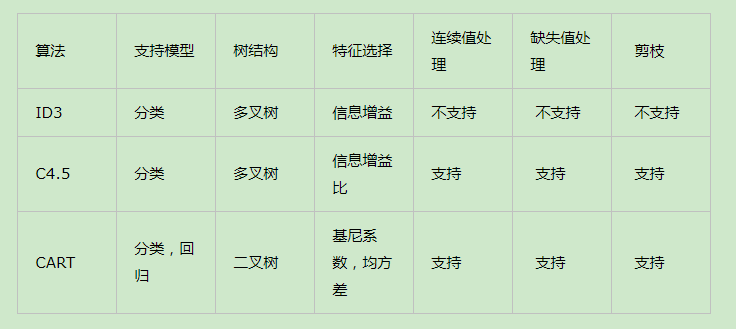 算法 支持模型 树结构 特征选择 连续值处
理 缺失值处
理 剪枝
ID3 分类 多叉树 信息增益 不支持 不支持 不支持
C4.5 分类 多叉树 信息增益
比 支持 支持 支持
CART 分类，回
归 二叉树 基尼系
数，均方
差 支持 支持 支持